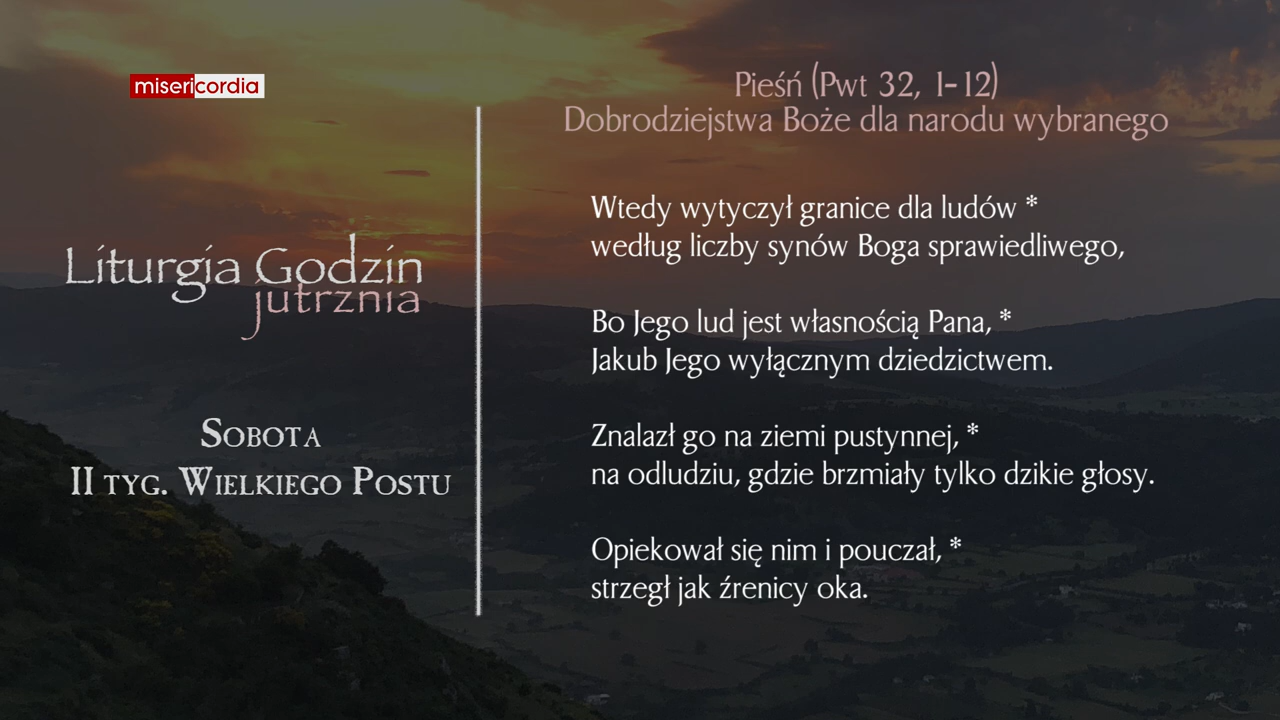 misericordia
Liturgia Godzin
jutrznia
Sobota
II tyg. Wielkiego Postu
Pieśń (Pwt 32, 1-12)
Dobrodziejstwa Boże dla narodu wybranego
Wtedy wytyczył granice dla ludów *
według liczby synów Boga sprawiedliwego,
Bo Jego lud jest własnością Pana, *
Jakub Jego wyłącznym dziedzictwem.
Znalazł go na ziemi pustynnej, *
na odludziu, gdzie brzmiały tylko dzikie głosy.
Opiekował się nim i pouczał, *
strzegł jak źrenicy oka.